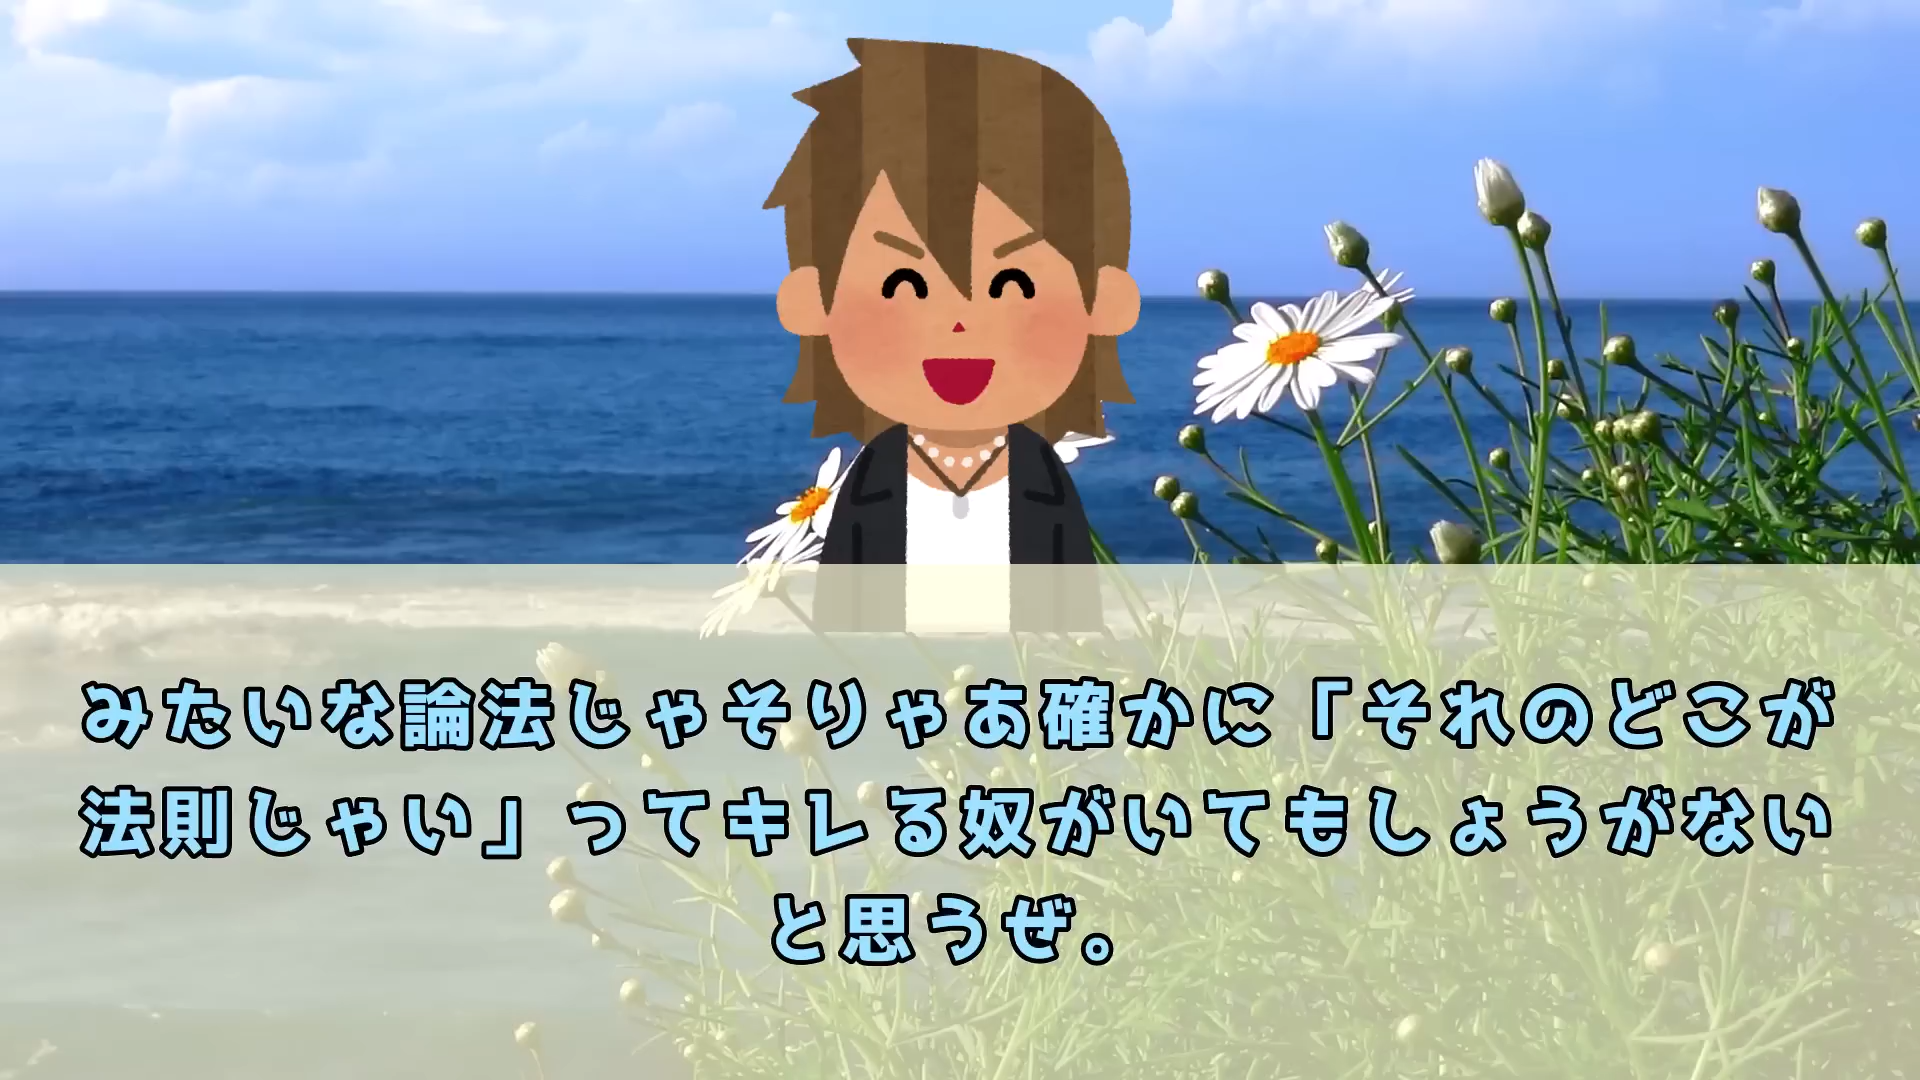 みたいな論法じゃそりゃあ確かに「それのどこが
法則じゃい」ってキレる奴がいてもしょうがない
と思うぜ。